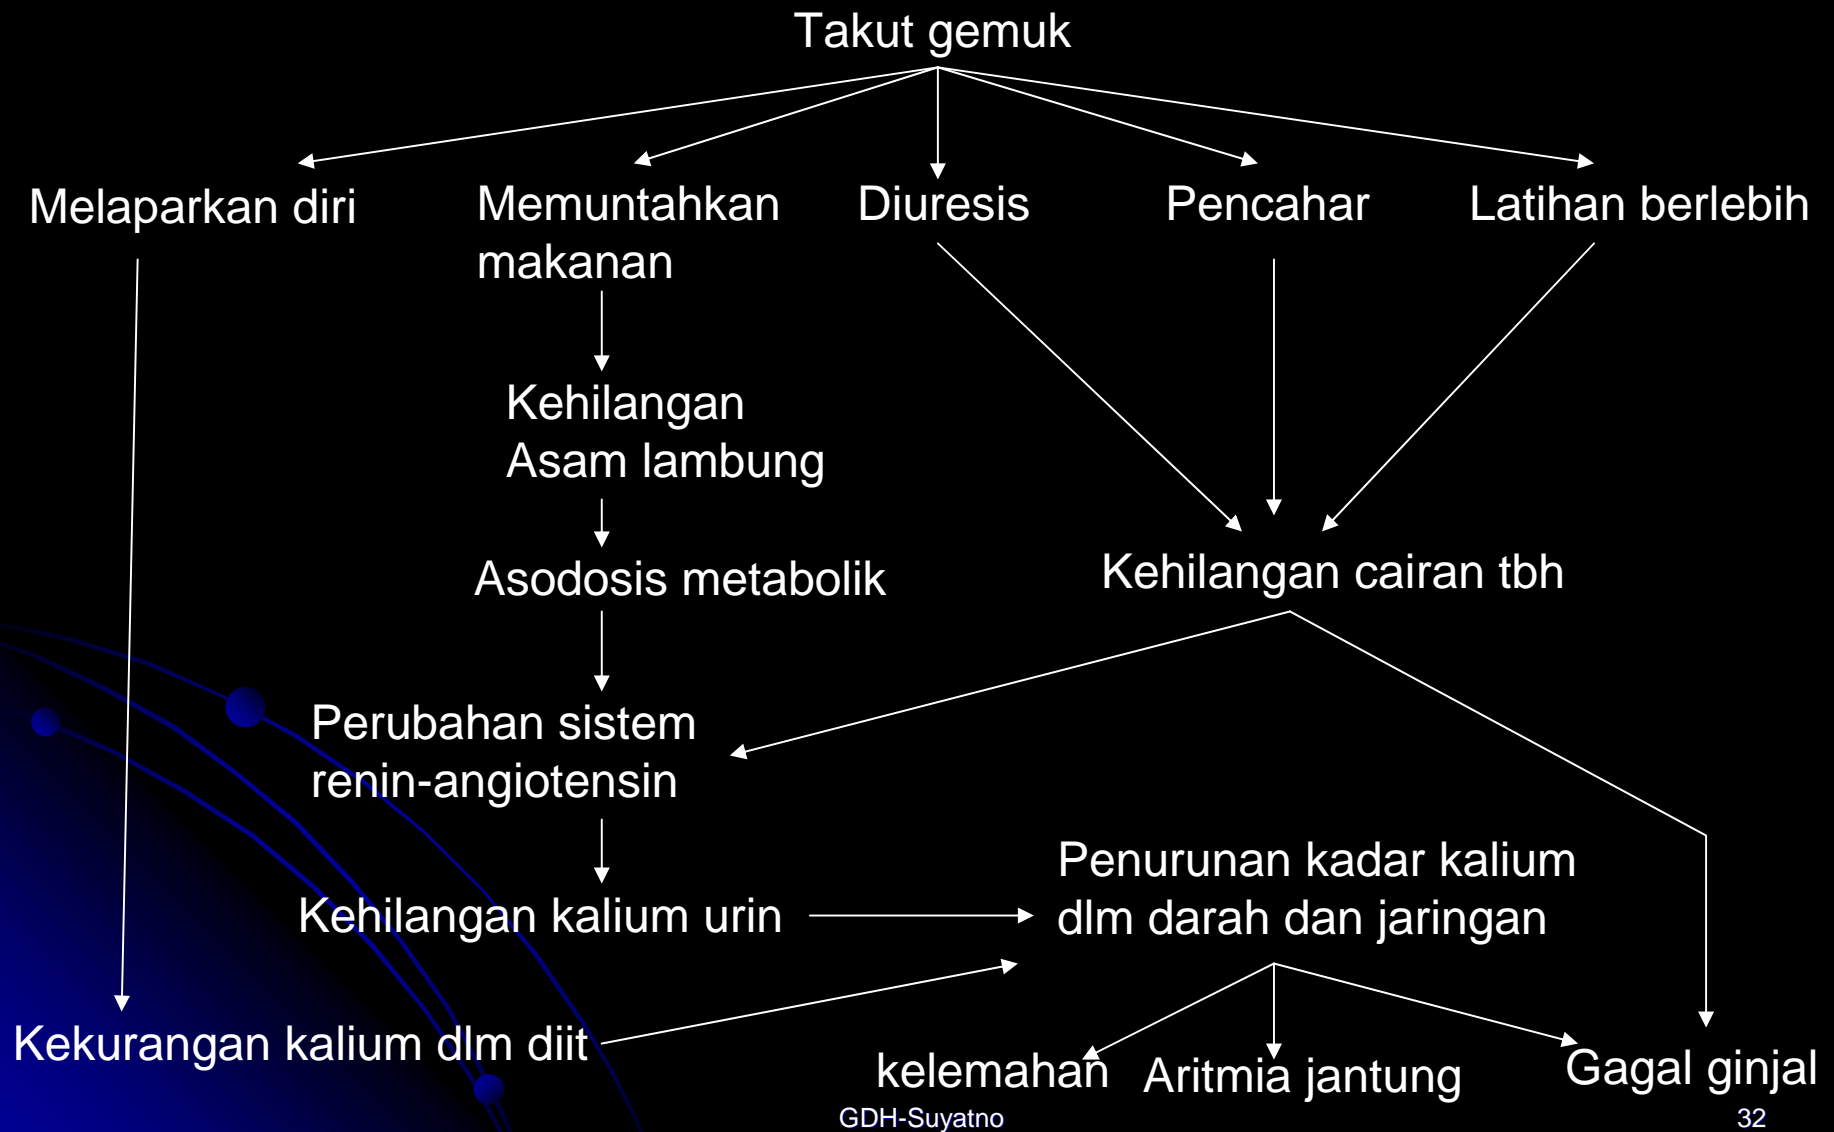 Takut gemuk
Melaparkan diri
Memuntahkan
makanan
Diuresis
Pencahar
Latihan berlebih
Kehilangan
Asam lambung
Asodosis metabolik
Kehilangan cairan tbh
Perubahan sistem
renin-angiotensin
Kehilangan kalium urin
Penurunan kadar kalium
dlm darah dan jaringan
Kekurangan kalium dlm diit
kelemahan
Aritmia jantung
Gagal ginjal
GDH-Suyatno
32